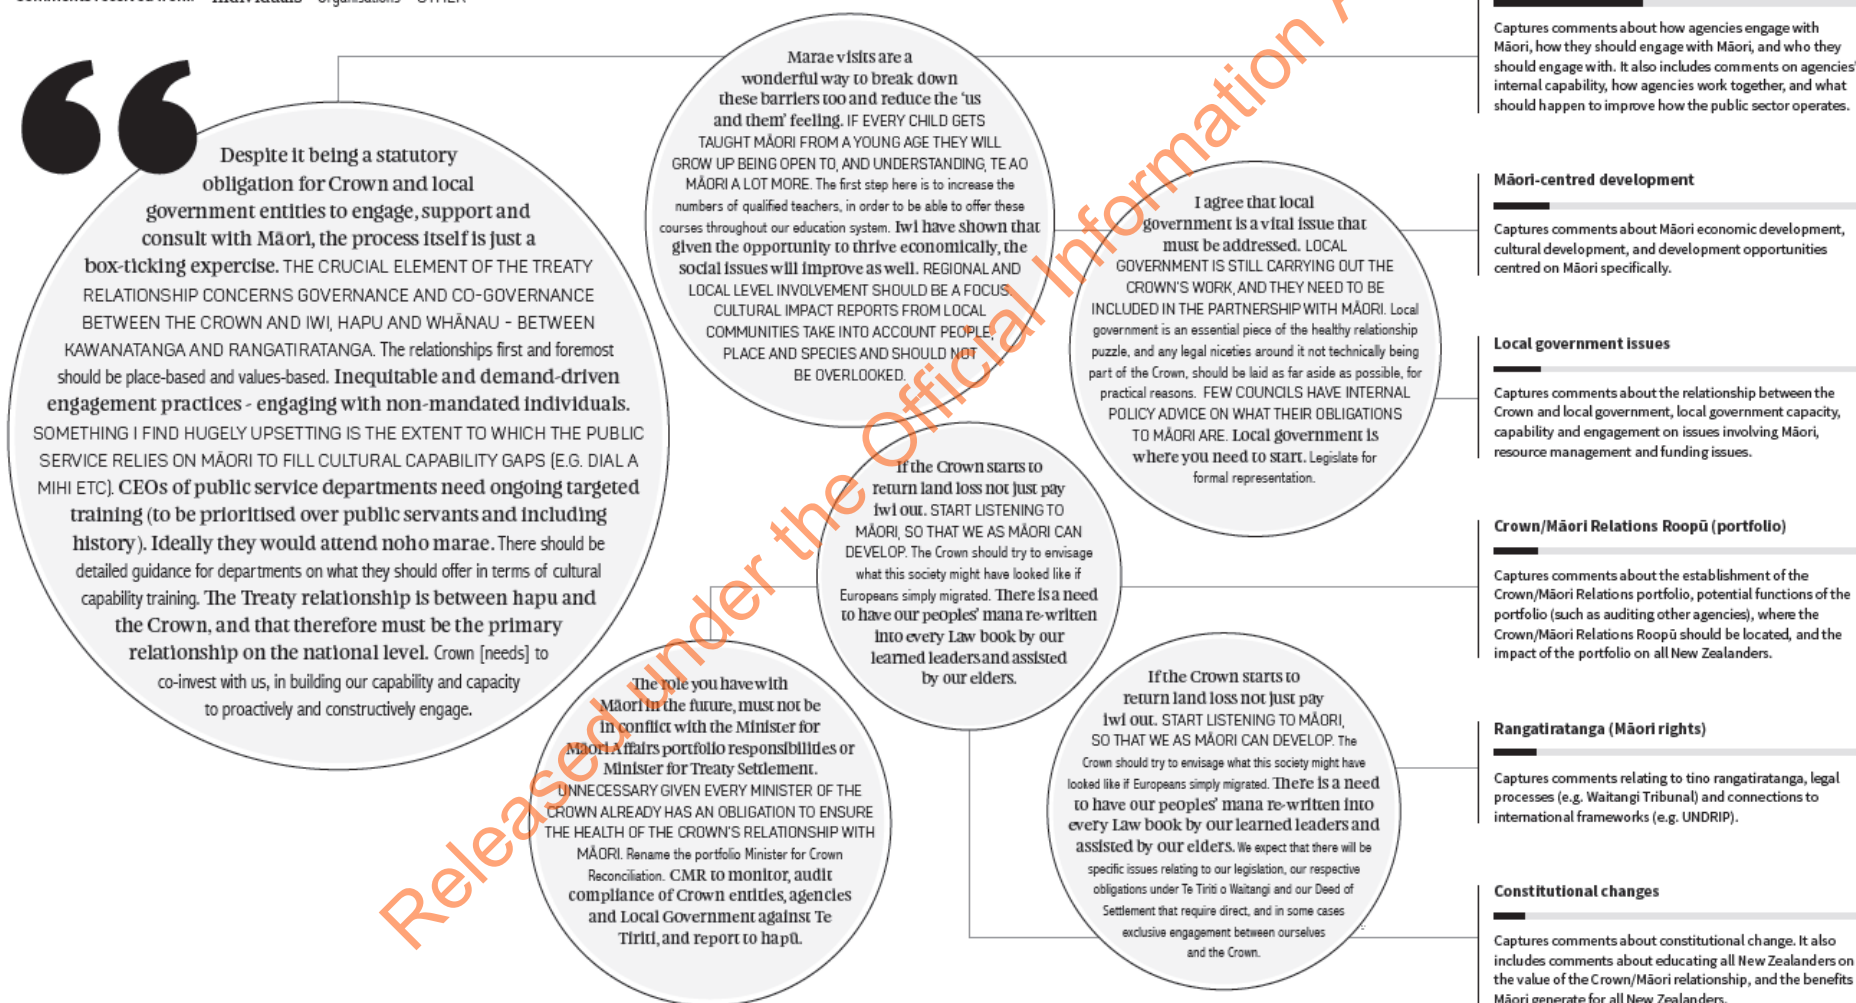 Individuals Organisations OTHER
Despite it being a statutory
obligation for Crown and local
government entities to engage, support and
consult with Māori, the process itself is just a
box-ticking expercise. THE CRUCIAL ELEMENT OF THE TREATY
RELATIONSHIP CONCERNS GOVERNANCE AND CO-GOVERNANCE
BETWEEN THE CROWN AND IWI, HAPU AND WHĀNAU - BETWEEN
KAWANATANGA AND RANGATIRATANGA. The relationships first and foremost
should be place-based and values-based. Inequitable and demand-driven
engagement practices - engaging with non-mandated individuals.
SOMETHING I FIND HUGELY UPSETTING IS THE EXTENT TO WHICH THE PUBLIC
SERVICE RELIES ON MĀORI TO FILL CULTURAL CAPABILITY GAPS (E.G. DIAL A
MIHI ETC). CEOs of public service departments need ongoing targeted
training (to be prioritised over public servants and including
history). Ideally they would attend noho marae. There should be
detailed guidance for departments on what they should offer in terms of cultural
capability training. The Treaty relationship is between hapu and
the Crown, and that therefore must be the primary
relationship on the national level. Crown [needs] to
co-invest with us, in building our capability and capacity
to proactively and constructively engage.
Marae visits are a
wonderful way to break down
these barriers too and reduce the 'us
and them' feeling. IF EVERY CHILD GETS
TAUGHT MĀORI FROM A YOUNG AGE THEY WILL
GROW UP BEING OPEN TO, AND UNDERSTANDING, TE AO
MĀORI A LOT MORE. The first step here is to increase the
numbers of qualified teachers, in order to be able to offer these
courses throughout our education system. Iwi have shown that
given the opportunity to thrive economically, the
social issues will improve as well. REGIONAL AND
LOCAL LEVEL INVOLVEMENT SHOULD BE A FOCUS.
CULTURAL IMPACT REPORTS FROM LOCAL
COMMUNITIES TAKE INTO ACCOUNT PEOPLE,
PLACE AND SPECIES AND SHOULD NOT
BE OVERLOOKED.
I agree that local
government is a vital issue that
must be addressed. LOCAL
GOVERNMENT IS STILL CARRYING OUT THE
CROWN'S WORK, AND THEY NEED TO BE
INCLUDED IN THE PARTNERSHIP WITH MĀORI. Local
government is an essential piece of the healthy relationship
puzzle, and any legal niceties around it not technically being
part of the Crown, should be laid as far aside as possible, for
practical reasons. FEW COUNCILS HAVE INTERNAL
POLICY ADVICE ON WHAT THEIR OBLIGATIONS
TO MĀORI ARE. Local government is
where you need to start. Legislate for
formal representation.
If the Crown starts to
return land loss not just pay
iwi out. START LISTENING TO
MĀORI, SO THAT WE AS MĀORI CAN
DEVELOP. The Crown should try to envisage
what this society might have looked like if
Europeans simply migrated. There is a need
to have our peoples' mana re-written
into every Law book by our
learned leaders and assisted
by our elders.
The role you have with
Māori in the future, must not be
in conflict with the Minister for
Māori Affairs portfolio responsibilities or
Minister for Treaty Settlement.
UNNECESSARY GIVEN EVERY MINISTER OF THE
CROWN ALREADY HAS AN OBLIGATION TO ENSURE
THE HEALTH OF THE CROWN'S RELATIONSHIP WITH
MĀORI. Rename the portfolio Minister for Crown
Reconciliation. CMR to monitor, audit
compliance of Crown entities, agencies
and Local Government against Te
Tiriti, and report to hapū.
If the Crown starts to
return land loss not just pay
iwi out. START LISTENING TO MĀORI,
SO THAT WE AS MĀORI CAN DEVELOP. The
Crown should try to envisage what this society might have
looked like if Europeans simply migrated. There is a need
to have our peoples' mana re-written into
every Law book by our learned leaders and
assisted by our elders. We expect that there will be
specific issues relating to our legislation, our respective
obligations under Te Tiriti o Waitangi and our Deed of
Settlement that require direct, and in some cases
exclusive engagement between ourselves
and the Crown.
Captures comments about how agencies engage with
Māori, how they should engage with Māori, and who they
should engage with. It also includes comments on agencies'
internal capability, how agencies work together, and what
should happen to improve how the public sector operates.
Māori-centred development
Captures comments about Māori economic development,
cultural development, and development opportunities
centred on Māori specifically.
Local government issues
Captures comments about the relationship between the
Crown and local government, local government capacity,
capability and engagement on issues involving Māori,
resource management and funding issues.
Crown/Māori Relations Roopū (portfolio)
Captures comments about the establishment of the
Crown/Māori Relations portfolio, potential functions of the
portfolio (such as auditing other agencies), where the
Crown/Māori Relations Roopū should be located, and the
impact of the portfolio on all New Zealanders.
Rangatiratanga (Māori rights)
Captures comments relating to tino rangatiratanga, legal
processes (e.g. Waitangi Tribunal) and connections to
international frameworks (e.g. UNDRIP).
Constitutional changes
Captures comments about constitutional change. It also
includes comments about educating all New Zealanders on
the value of the Crown/Māori relationship, and the benefits
Māori generate for all New Zealanders.
Released under the Official Information